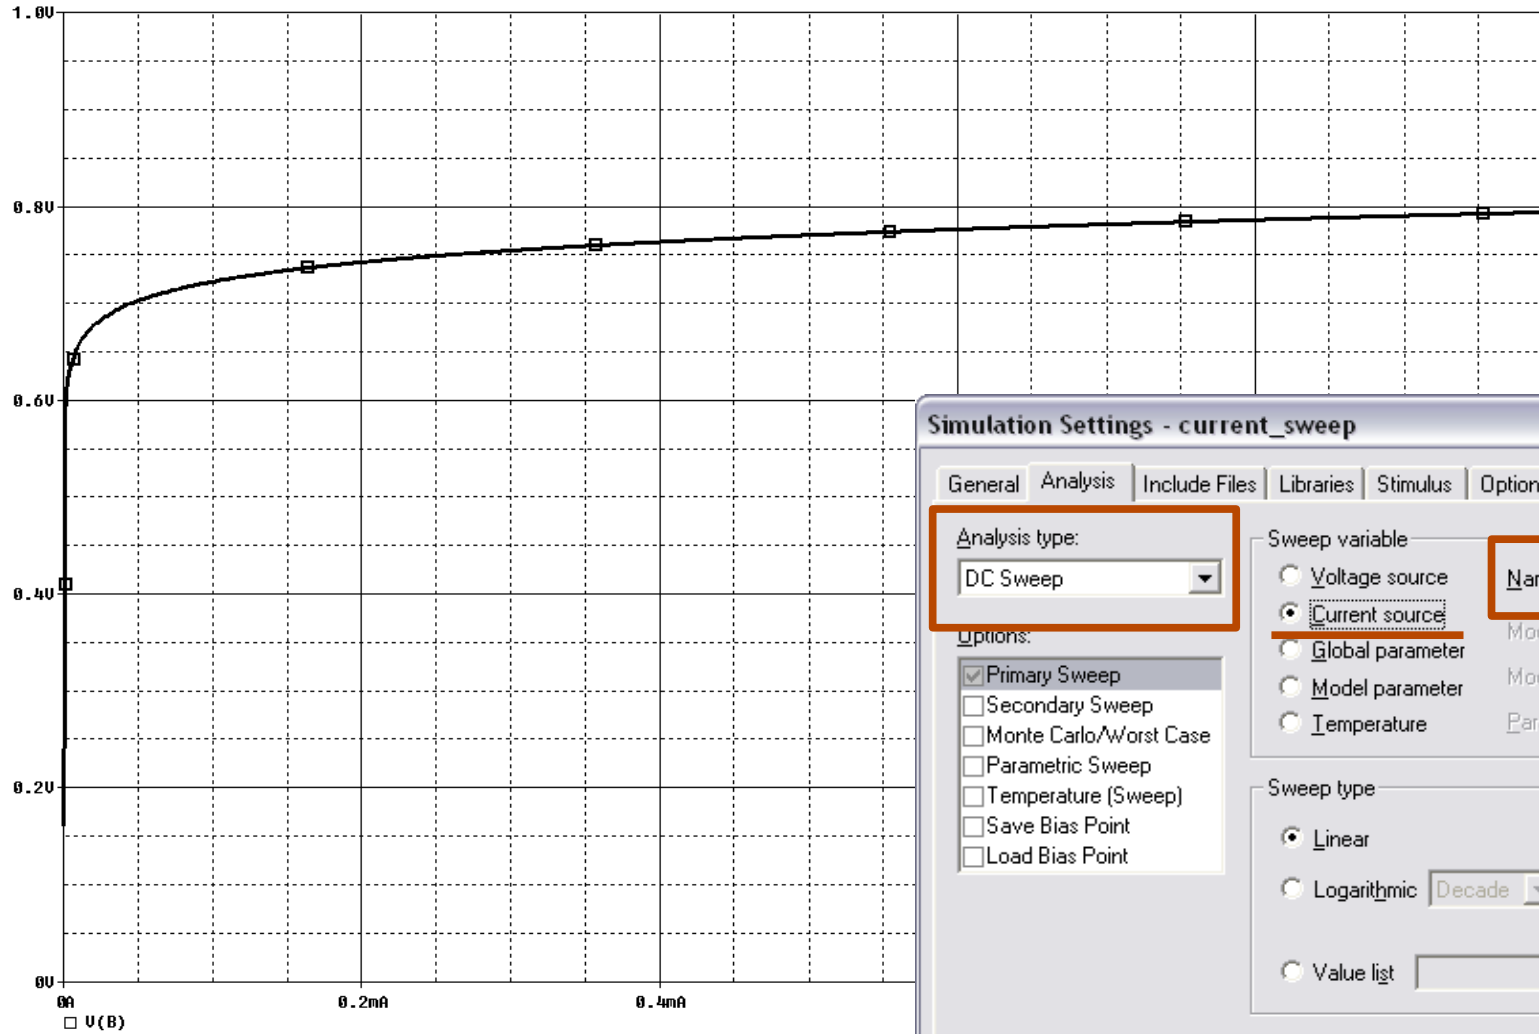 1.0V
0.8V
0.6V
0.4V
0.2V
0V
0A
0.2mA
0.4mA
V(B)
Simulation Settings - current_sweep
General Analysis Include Files Libraries Stimulus Option
Analysis type:
DC Sweep
Options:
Primary Sweep
Secondary Sweep
Monte Carlo/Worst Case
Parametric Sweep
Temperature (Sweep)
Save Bias Point
Load Bias Point
Sweep variable
Voltage source
Current source
Global parameter
Model parameter
Temperature
Sweep type
Linear
Logarithmic Decade
Value list